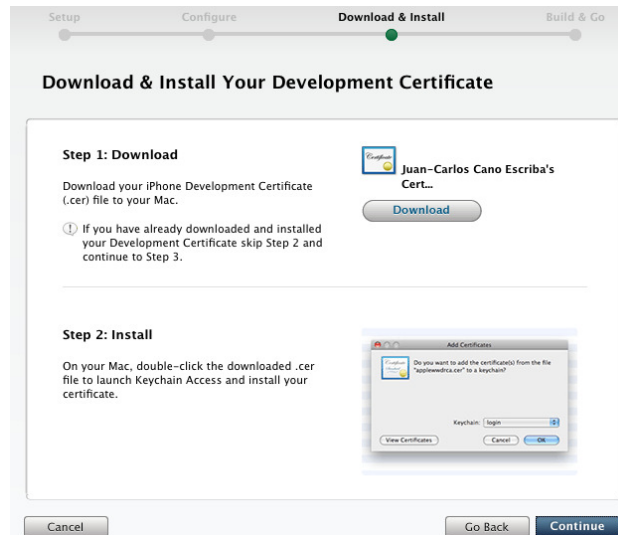 Setup Configure Download & Install Build & Go
Download & Install Your Development Certificate
Step 1: Download
Download your iPhone Development Certificate
(.cer) file to your Mac.
If you have already downloaded and installed
your Development Certificate skip Step 2 and
continue to Step 3.
Certificate
Juan-Carlos Cano Escriba's
Cert...
Download
Step 2: Install
On your Mac, double-click the downloaded .cer
file to launch Keychain Access and install your
certificate.
Add Certificates
Do you want to add the certificate(s) from the file
"applewwdrca.cer" to a keychain?
Keychain: login
View Certificates Cancel OK
Cancel Go Back Continue